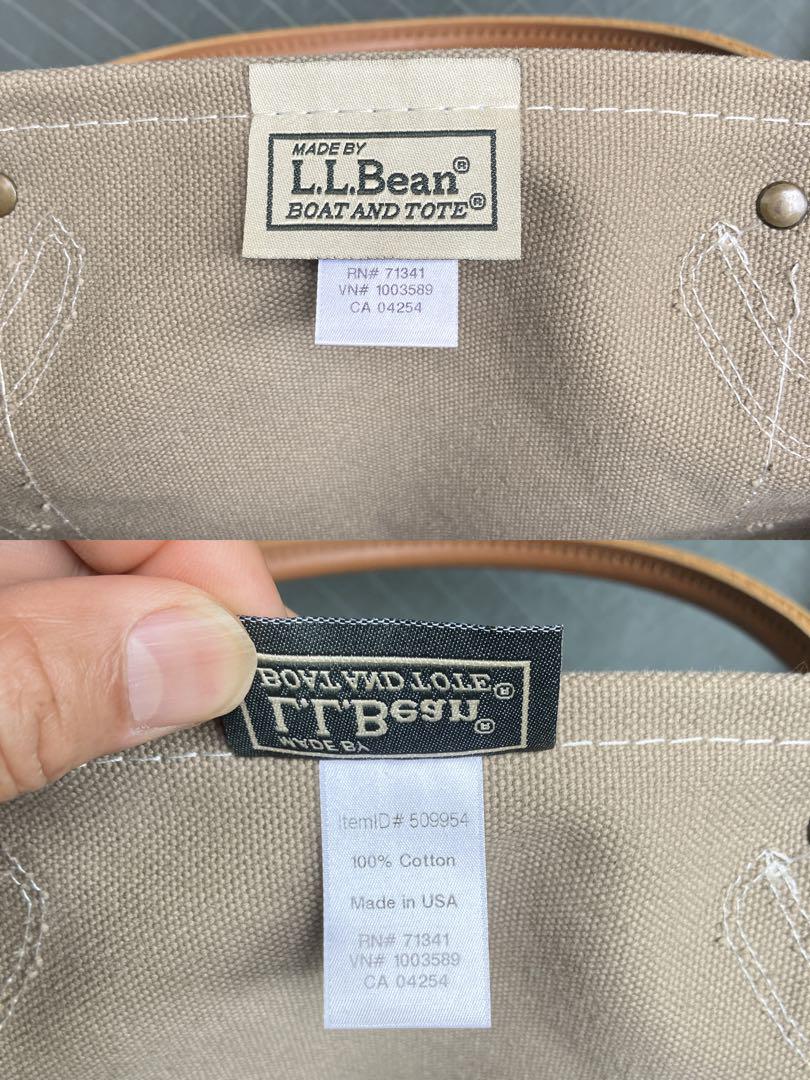 MADE BY
L.L.Bean®
BOAT AND TOTE®
RN# 71341
VN# 1003589
CA 04254
BOAT AND TOTE®
L.L.Bean®
MADE BY
ItemID# 509954
100% Cotton
Made in USA
RN# 71341
VN# 1003589
CA 04254